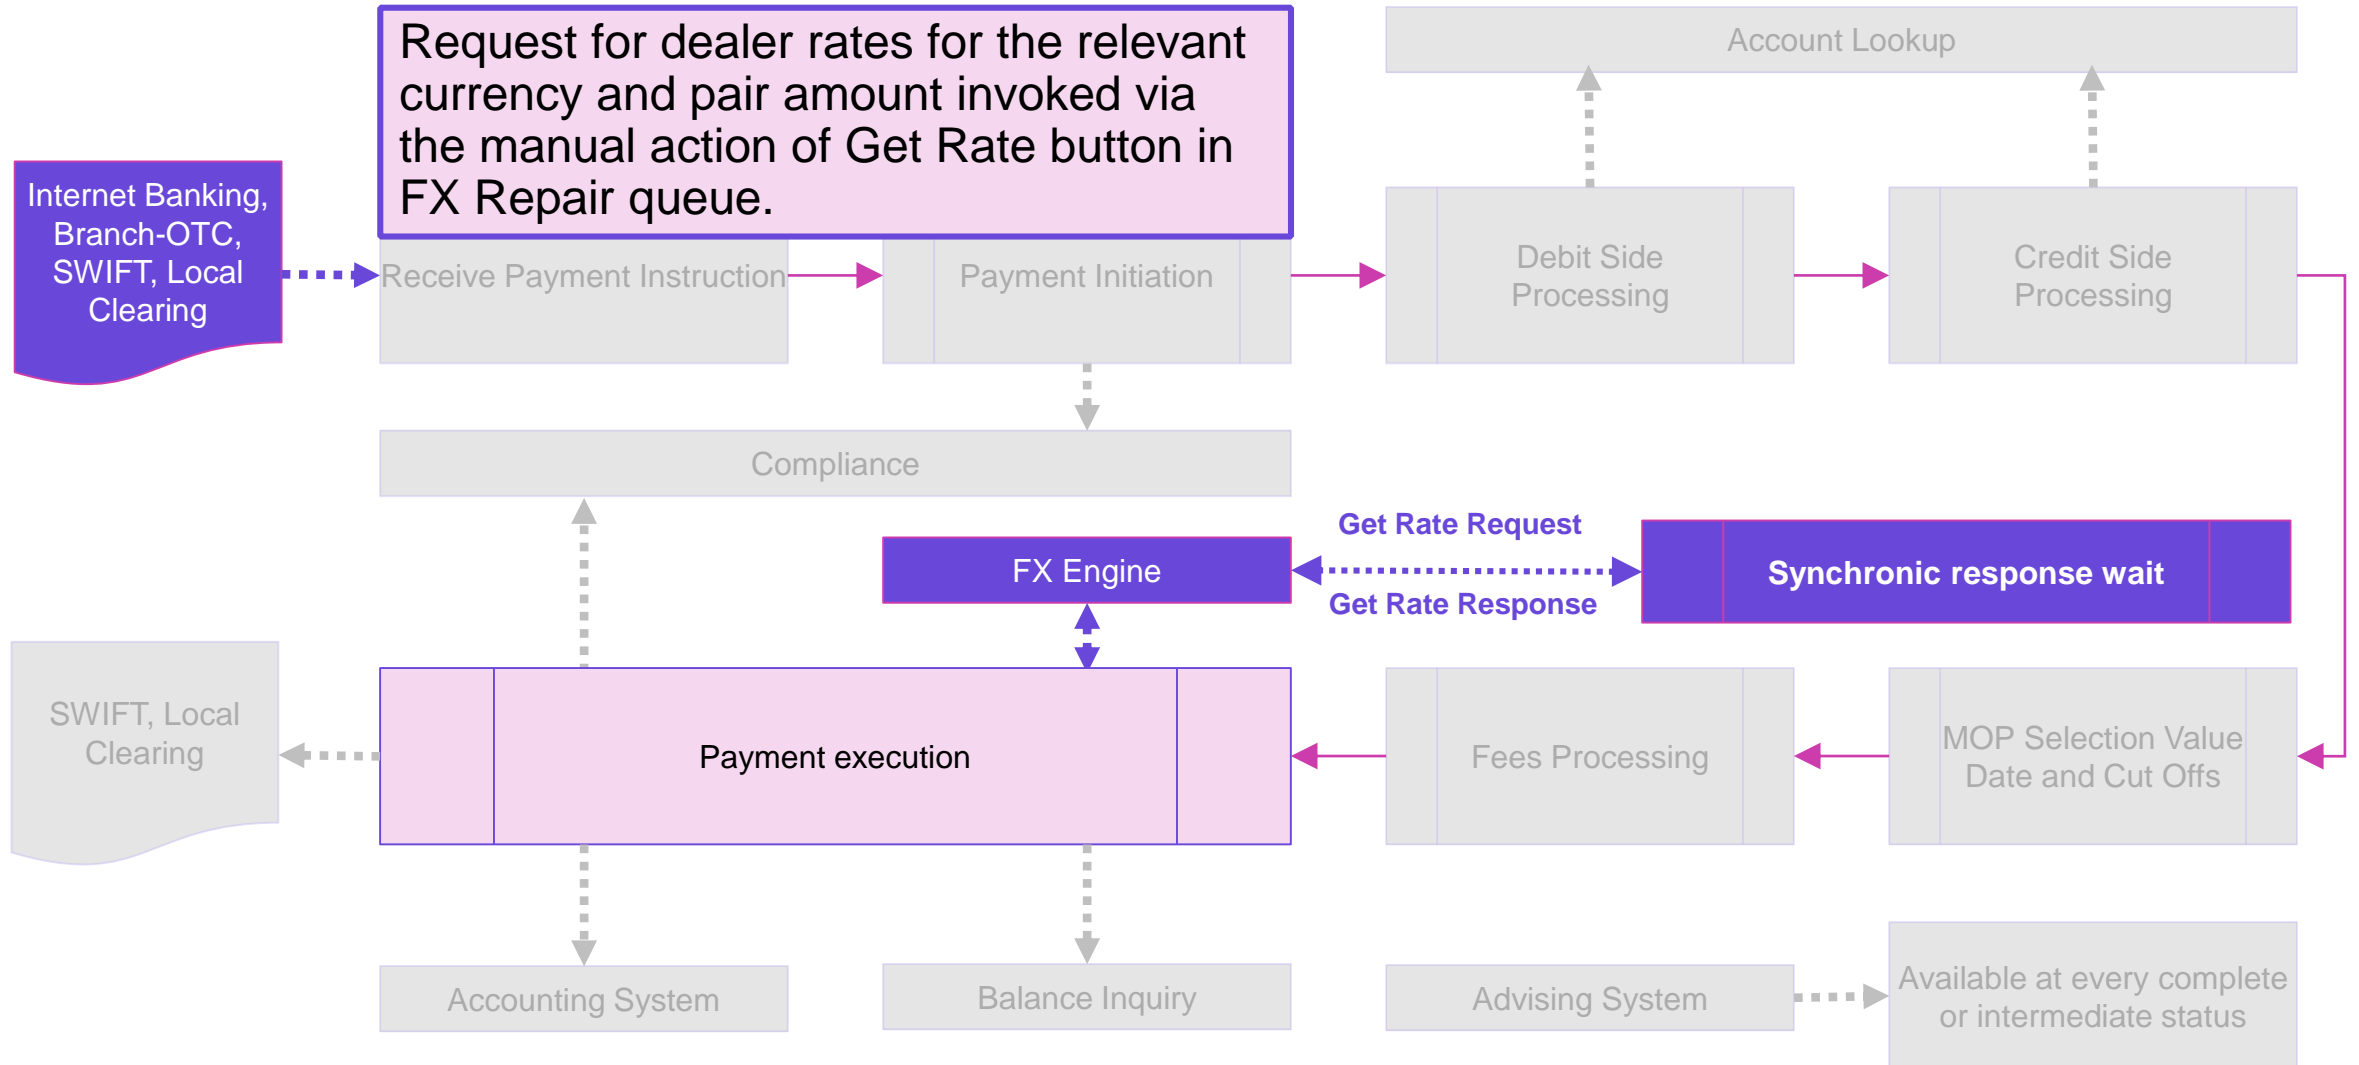 Request for dealer rates for the relevant
currency and pair amount invoked via
the manual action of Get Rate button in
FX Repair queue.
Account Lookup
Internet Banking,
Branch-OTC,
SWIFT, Local
Clearing
Receive Payment Instruction
Payment Initiation
Debit Side
Processing
Credit Side
Processing
Compliance
FX Engine
Get Rate Request
Get Rate Response
Synchronic response wait
SWIFT, Local
Clearing
Payment execution
Fees Processing
MOP Selection Value
Date and Cut Offs
Accounting System
Balance Inquiry
Advising System
Available at every complete
or intermediate status